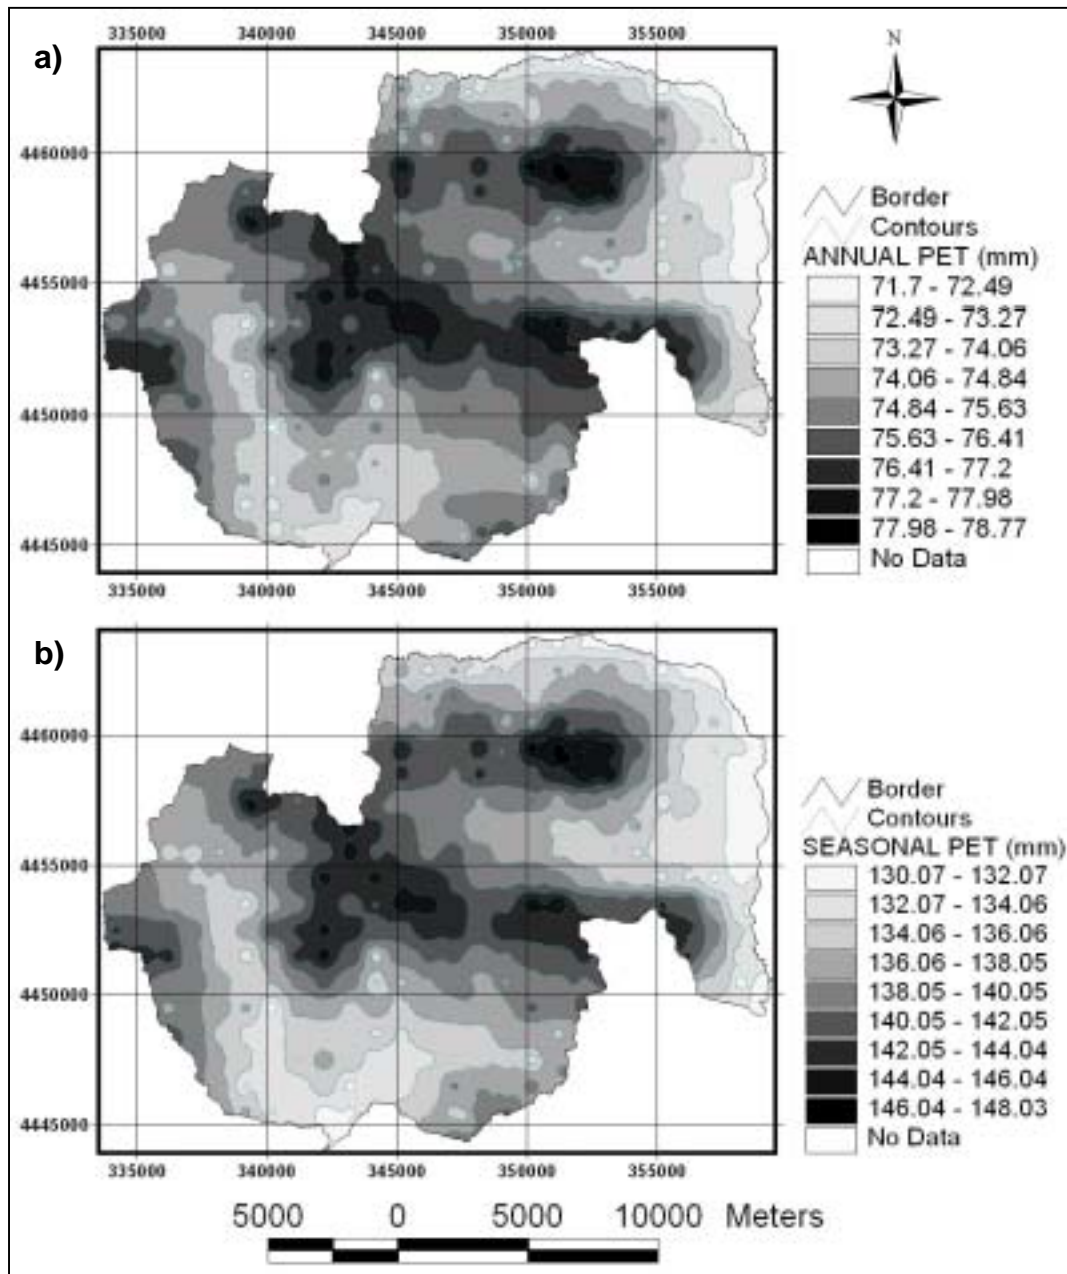 a)
335000 340000 345000 350000 355000
N
4460000
4455000
4450000
4445000
335000 340000 345000 350000 355000
Border
Contours
ANNUAL PET (mm)
71.7 - 72.49
72.49 - 73.27
73.27 - 74.06
74.06 - 74.84
74.84 - 75.63
75.63 - 76.41
76.41 - 77.2
77.2 - 77.98
77.98 - 78.77
No Data
b)
4460000
4455000
4450000
4445000
335000 340000 345000 350000 355000
Border
Contours
SEASONAL PET (mm)
130.07 - 132.07
132.07 - 134.06
134.06 - 136.06
136.06 - 138.05
138.05 - 140.05
140.05 - 142.05
142.05 - 144.04
144.04 - 146.04
146.04 - 148.03
No Data
5000 0 5000 10000 Meters